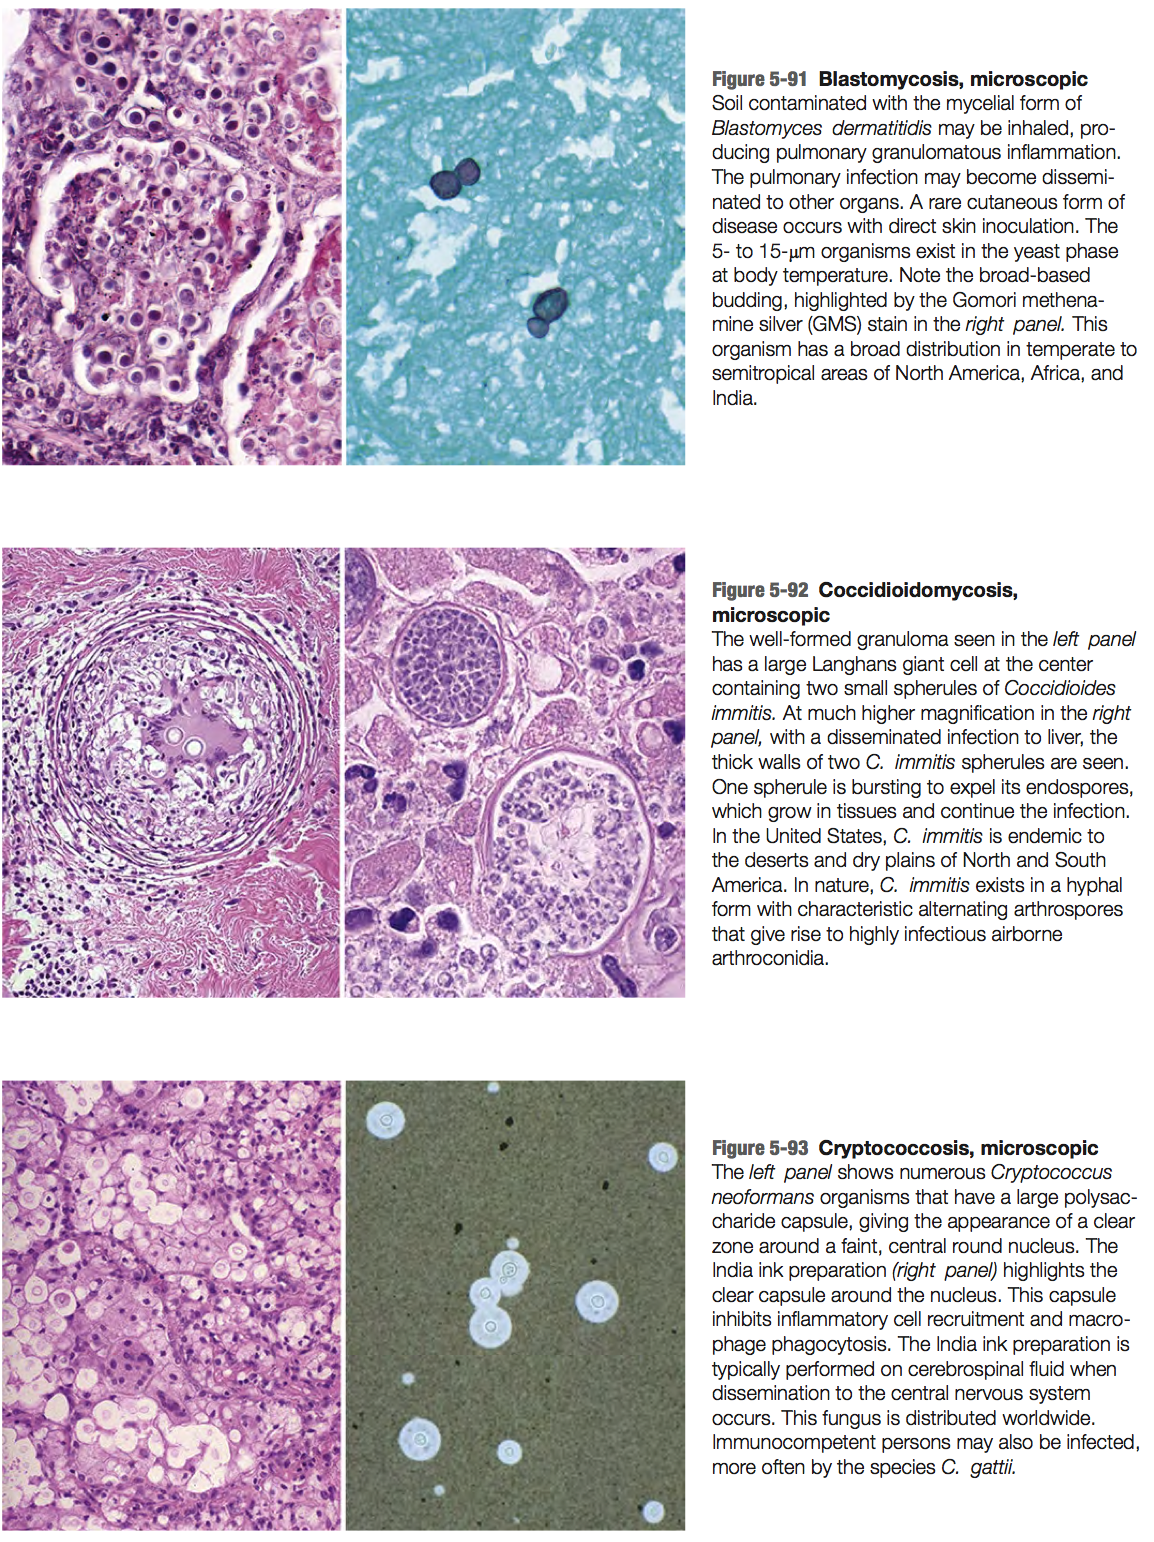 Figure 5-91 Blastomycosis, microscopic
Soil contaminated with the mycelial form of
Blastomyces dermatitidis may be inhaled, pro-
ducing pulmonary granulomatous inflammation.
The pulmonary infection may become dissemi-
nated to other organs. A rare cutaneous form of
disease occurs with direct skin inoculation. The
5- to 15-μm organisms exist in the yeast phase
at body temperature. Note the broad-based
budding, highlighted by the Gomori methena-
mine silver (GMS) stain in the right panel. This
organism has a broad distribution in temperate to
semitropical areas of North America, Africa, and
India.
Figure 5-92 Coccidioidomycosis,
microscopic
The well-formed granuloma seen in the left panel
has a large Langhans giant cell at the center
containing two small spherules of Coccidioides
immitis. At much higher magnification in the right
panel, with a disseminated infection to liver, the
thick walls of two C. immitis spherules are seen.
One spherule is bursting to expel its endospores,
which grow in tissues and continue the infection.
In the United States, C. immitis is endemic to
the deserts and dry plains of North and South
America. In nature, C. immitis exists in a hyphal
form with characteristic alternating arthrospores
that give rise to highly infectious airborne
arthroconidia.
Figure 5-93 Cryptococcosis, microscopic
The left panel shows numerous Cryptococcus
neoformans organisms that have a large polysac-
charide capsule, giving the appearance of a clear
zone around a faint, central round nucleus. The
India ink preparation (right panel) highlights the
clear capsule around the nucleus. This capsule
inhibits inflammatory cell recruitment and macro-
phage phagocytosis. The India ink preparation is
typically performed on cerebrospinal fluid when
dissemination to the central nervous system
occurs. This fungus is distributed worldwide.
Immunocompetent persons may also be infected,
more often by the species C. gattii.